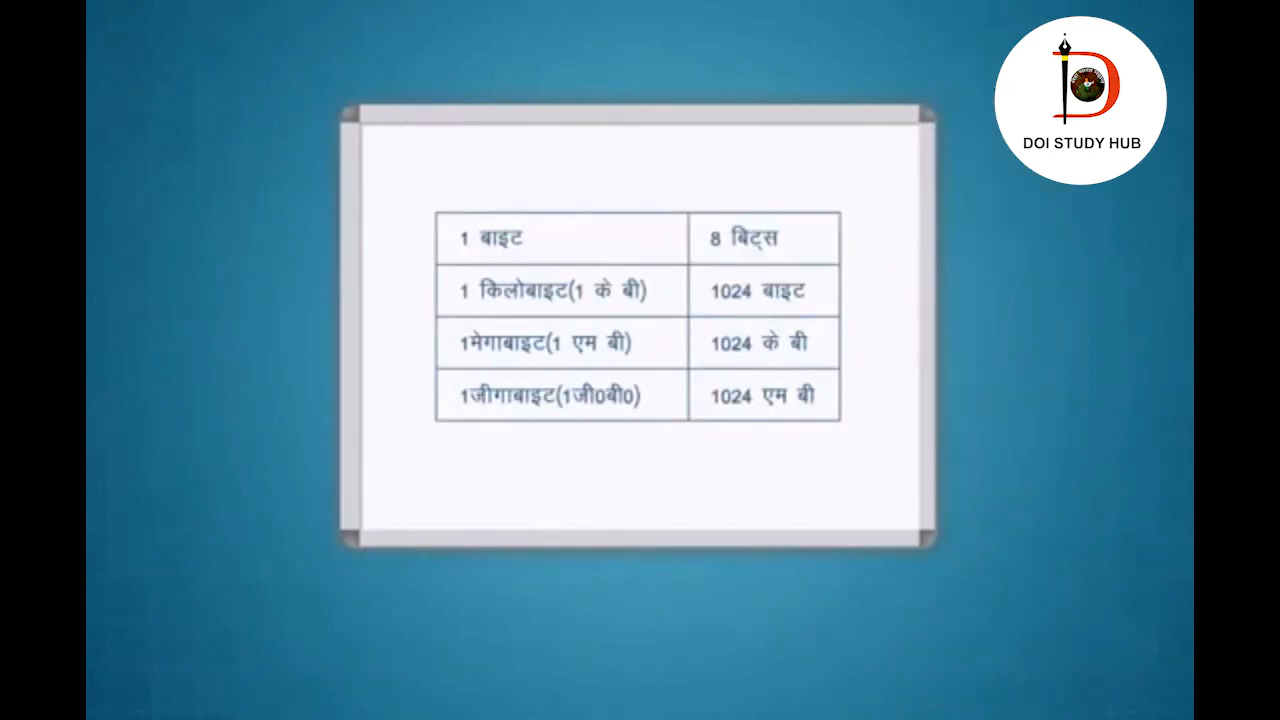 DOI STUDY HUB
1 बाइट 8 बिट्स
1 किलोबाइट(1 के बी) 1024 बाइट
1मेगाबाइट(1 एम बी) 1024 के बी
1जीगाबाइट(1जी0बी0) 1024 एम बी